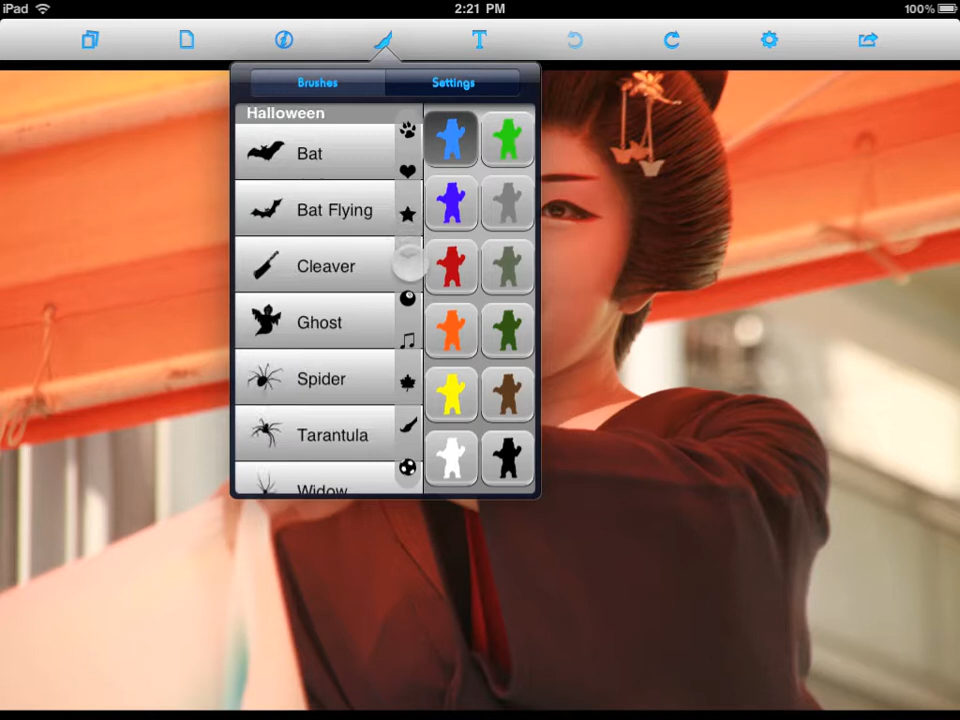 iPad 2:21 PM 100%
T
Brushes Settings
Halloween
Bat
Bat Flying
Cleaver
Ghost
Spider
Tarantula
Widow